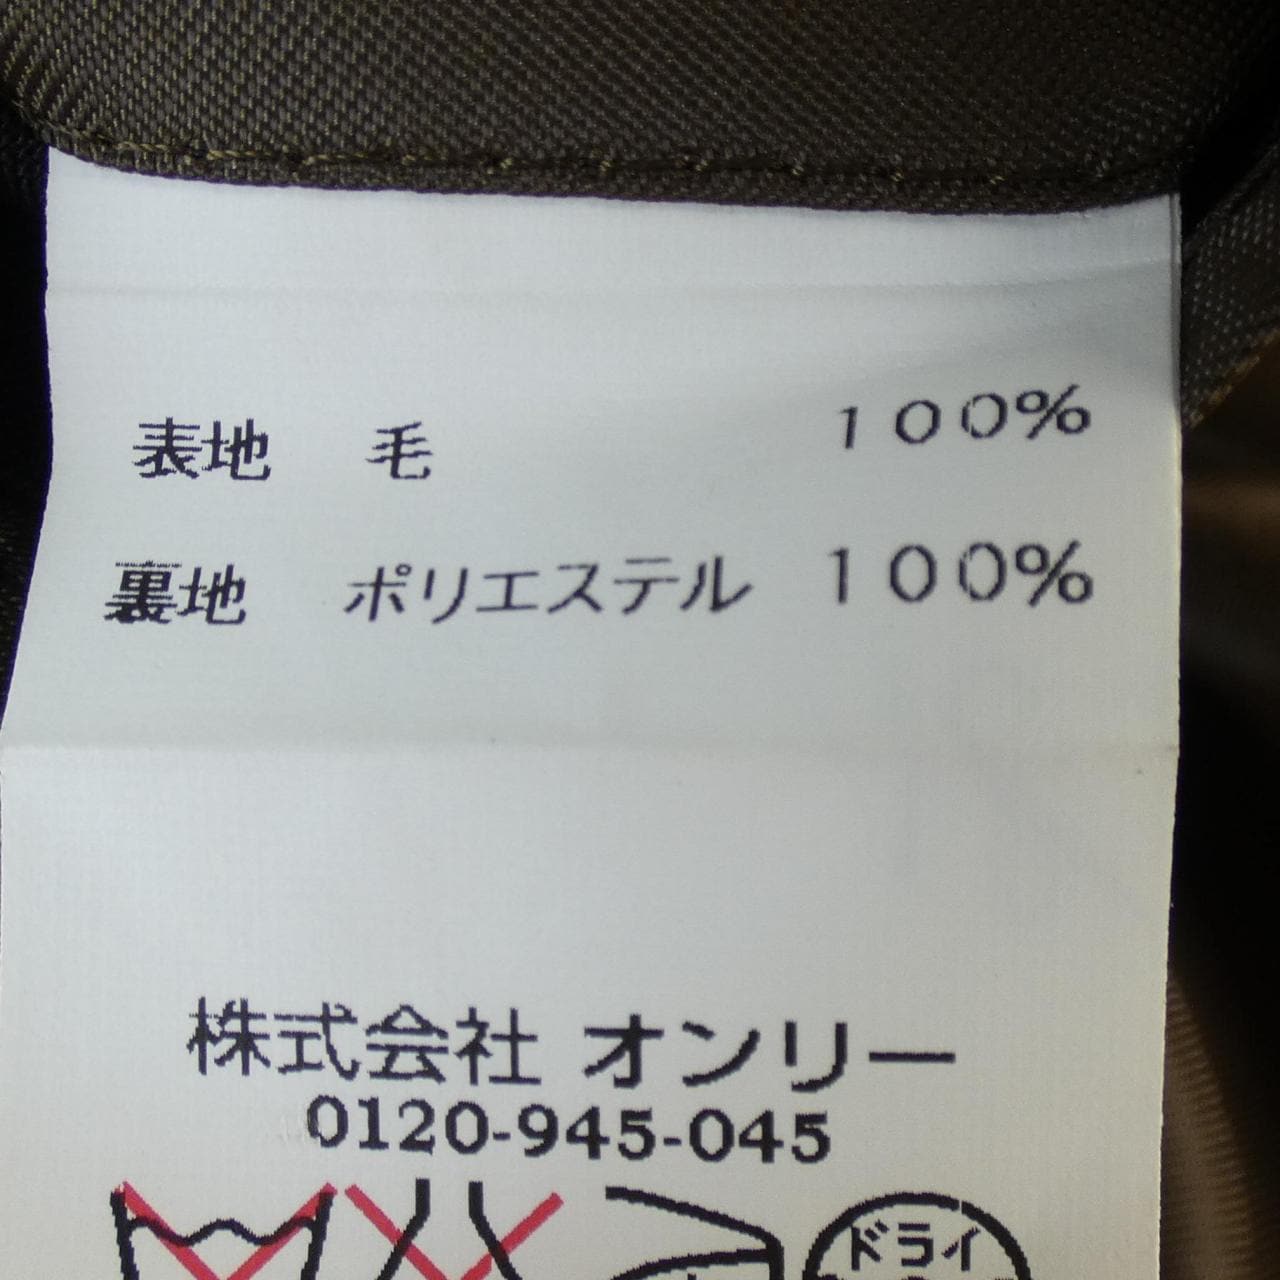 表地 毛 100%
裏地 ポリエステル 100%
株式会社 オンリー
0120-945-045
ドライ